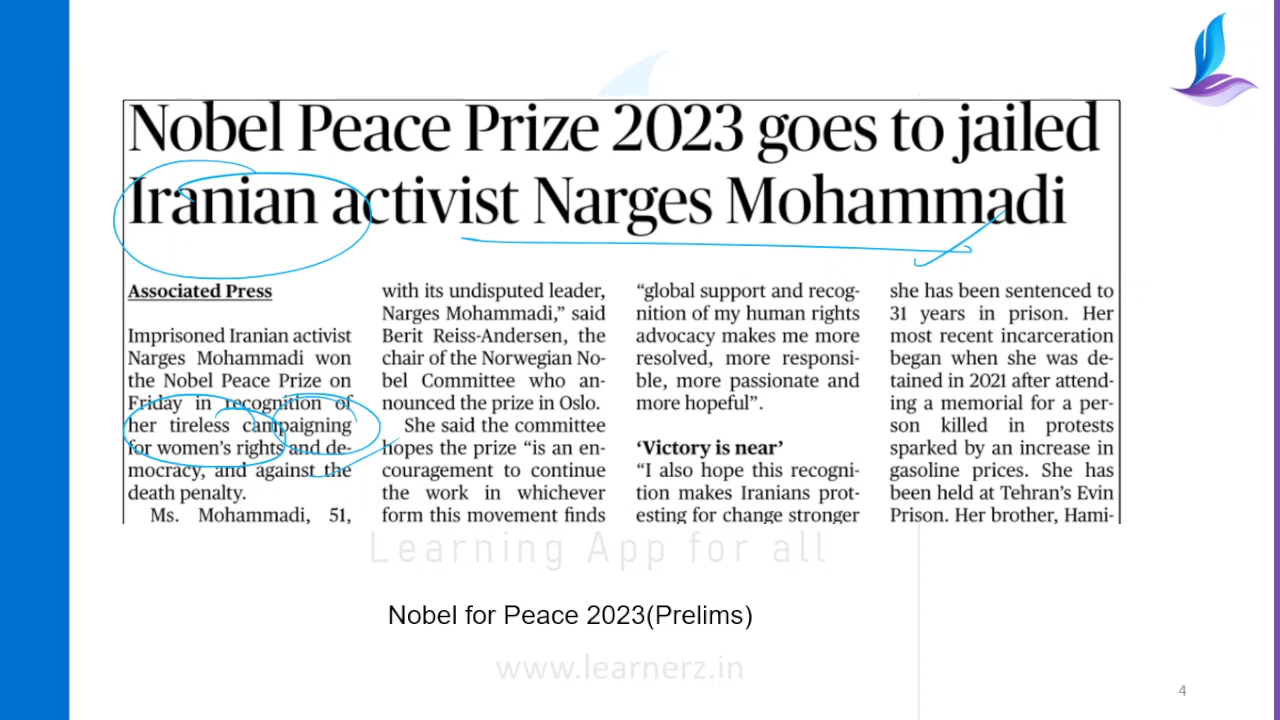 Nobel Peace Prize 2023 goes to jailed
Iranian activist Narges Mohammadi
Associated Press
Imprisoned Iranian activist
Narges Mohammadi won
the Nobel Peace Prize on
Friday in recognition of
her tireless campaigning
for women’s rights and de-
mocracy, and against the
death penalty.
Ms. Mohammadi, 51,
with its undisputed leader,
Narges Mohammadi,” said
Berit Reiss-Andersen, the
chair of the Norwegian No-
bel Committee who an-
nounced the prize in Oslo.
She said the committee
hopes the prize “is an en-
couragement to continue
the work in whichever
form this movement finds
“global support and recog-
nition of my human rights
advocacy makes me more
resolved, more responsi-
ble, more passionate and
more hopeful”.
‘Victory is near’
“I also hope this recogni-
tion makes Iranians prot-
esting for change stronger
she has been sentenced to
31 years in prison. Her
most recent incarceration
began when she was de-
tained in 2021 after attend-
ing a memorial for a per-
son killed in protests
sparked by an increase in
gasoline prices. She has
been held at Tehran’s Evin
Prison. Her brother, Hami-
Learning App for all
Nobel for Peace 2023(Prelims)
www.learnerz.in
4